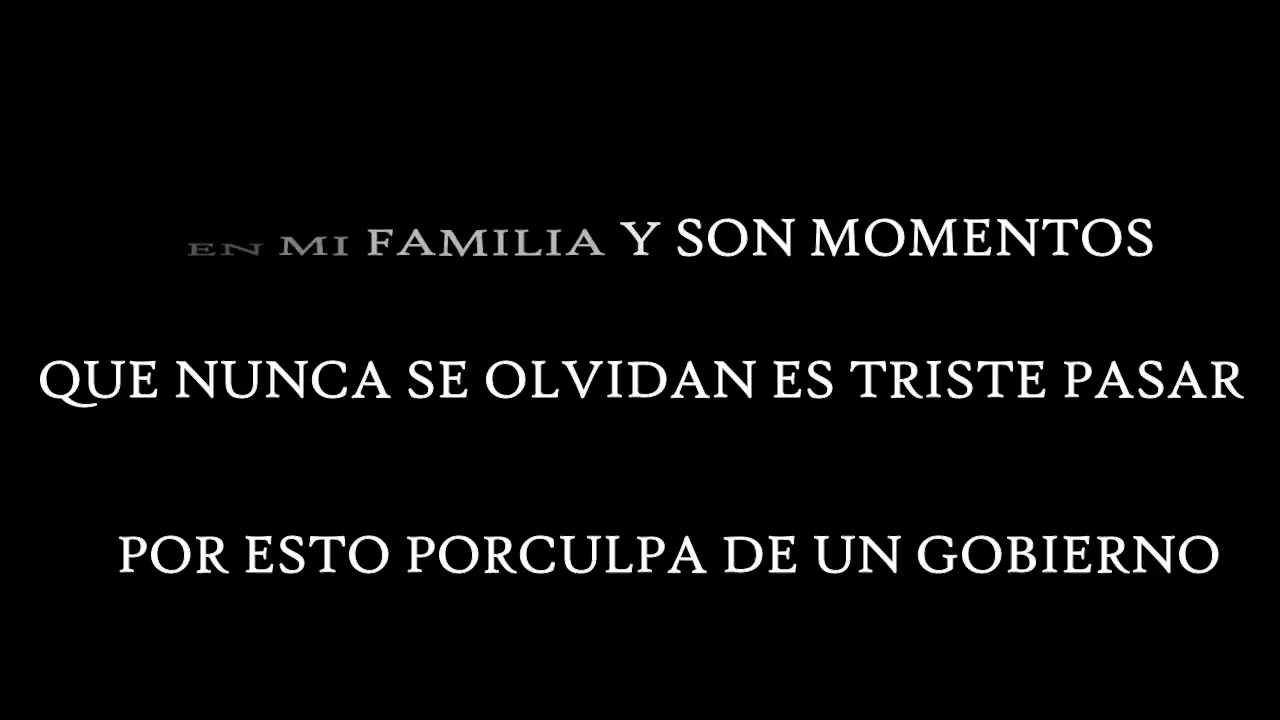 EN MI FAMILIA Y SON MOMENTOS
QUE NUNCA SE OLVIDAN ES TRISTE PASAR
POR ESTO PORCULPA DE UN GOBIERNO